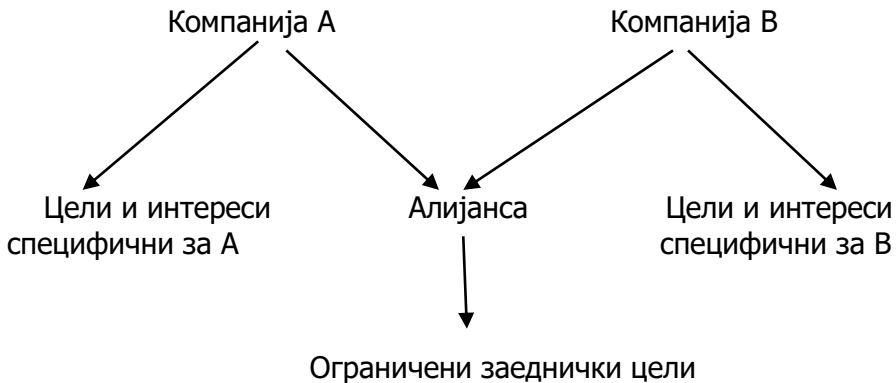 Компанија А
Компанија В
Цели и интереси
специфични за А
Алијанса
Цели и интереси
специфични за В
Ограничени заеднички цели